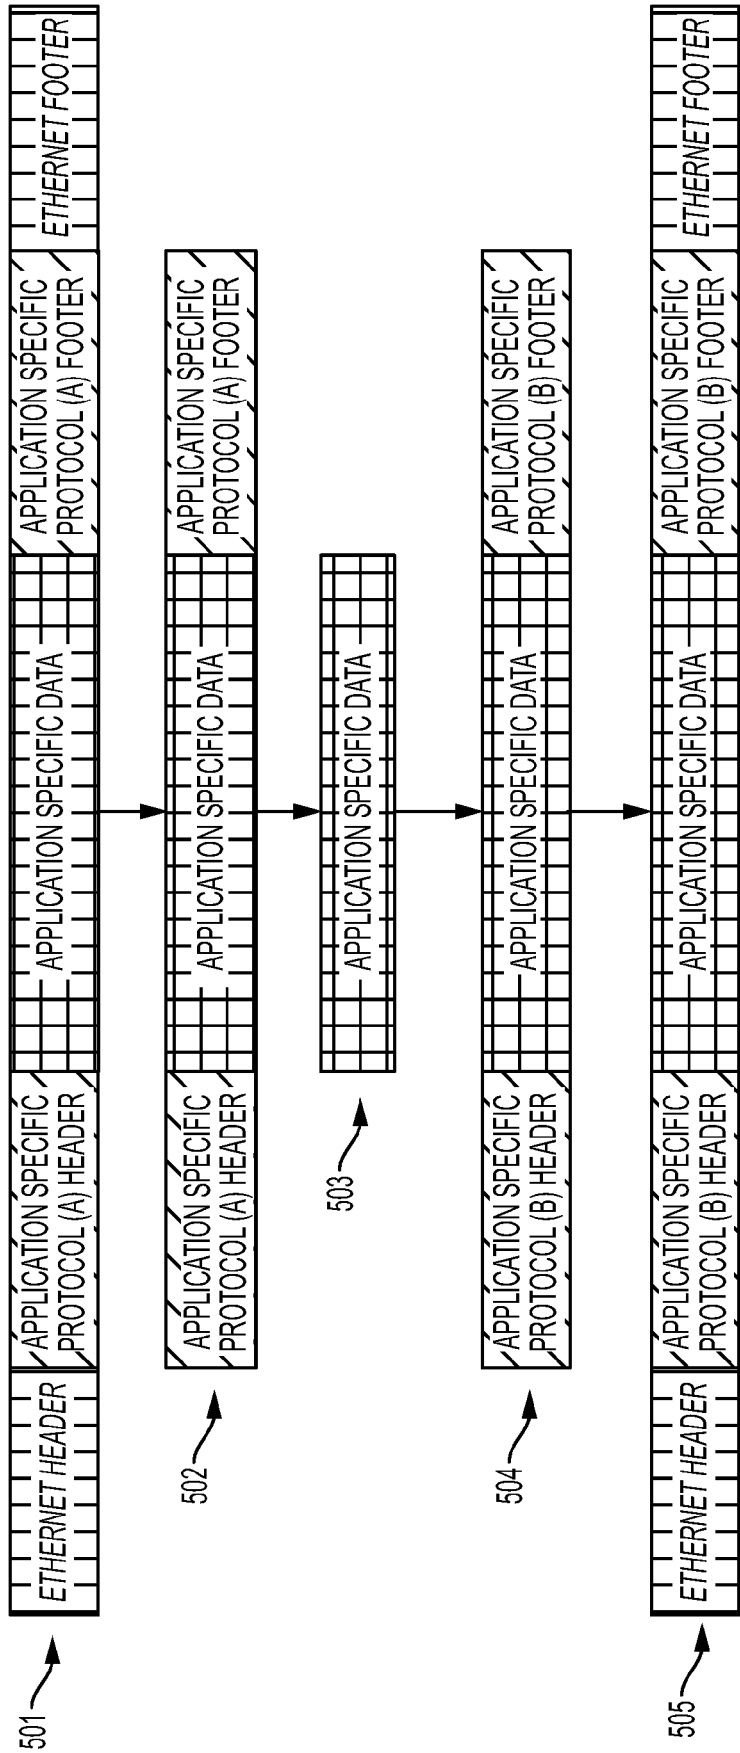 501
ETHERNET HEADER
APPLICATION SPECIFIC
PROTOCOL (A) HEADER
APPLICATION SPECIFIC DATA
APPLICATION SPECIFIC
PROTOCOL (A) FOOTER
ETHERNET FOOTER
502
APPLICATION SPECIFIC
PROTOCOL (A) HEADER
APPLICATION SPECIFIC DATA
APPLICATION SPECIFIC
PROTOCOL (A) FOOTER
503
APPLICATION SPECIFIC DATA
504
APPLICATION SPECIFIC
PROTOCOL (B) HEADER
APPLICATION SPECIFIC DATA
APPLICATION SPECIFIC
PROTOCOL (B) FOOTER
505
ETHERNET HEADER
APPLICATION SPECIFIC
PROTOCOL (B) HEADER
APPLICATION SPECIFIC DATA
APPLICATION SPECIFIC
PROTOCOL (B) FOOTER
ETHERNET FOOTER